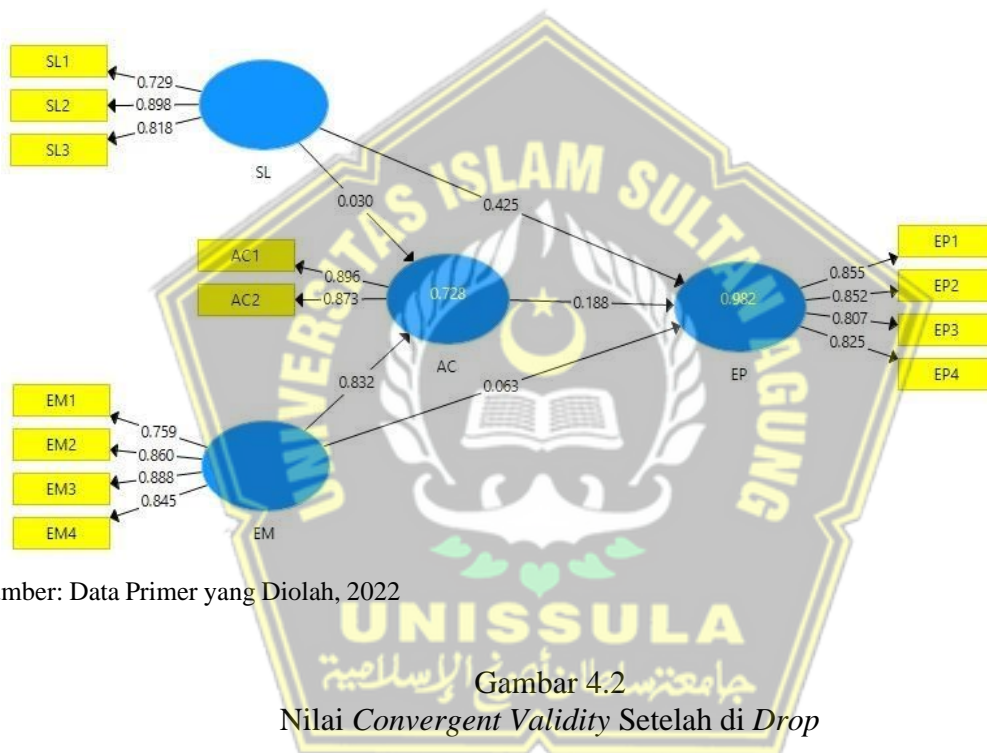 SL1
SL2
SL3
0.729
0.898
0.818
SL
0.030
0.425
AC1
AC2
0.896
0.873
0.728
AC
0.188
0.982
EP
0.855
0.852
0.807
0.825
EP1
EP2
EP3
EP4
0.832
0.063
EM1
EM2
EM3
EM4
0.759
0.860
0.888
0.845
EM
UNIVERSITAS ISLAM SULTAN AGUNG
mber: Data Primer yang Diolah, 2022
UNISSULA
جامعة سلطان أجونج الإسلامية
Gambar 4.2
Nilai Convergent Validity Setelah di Drop